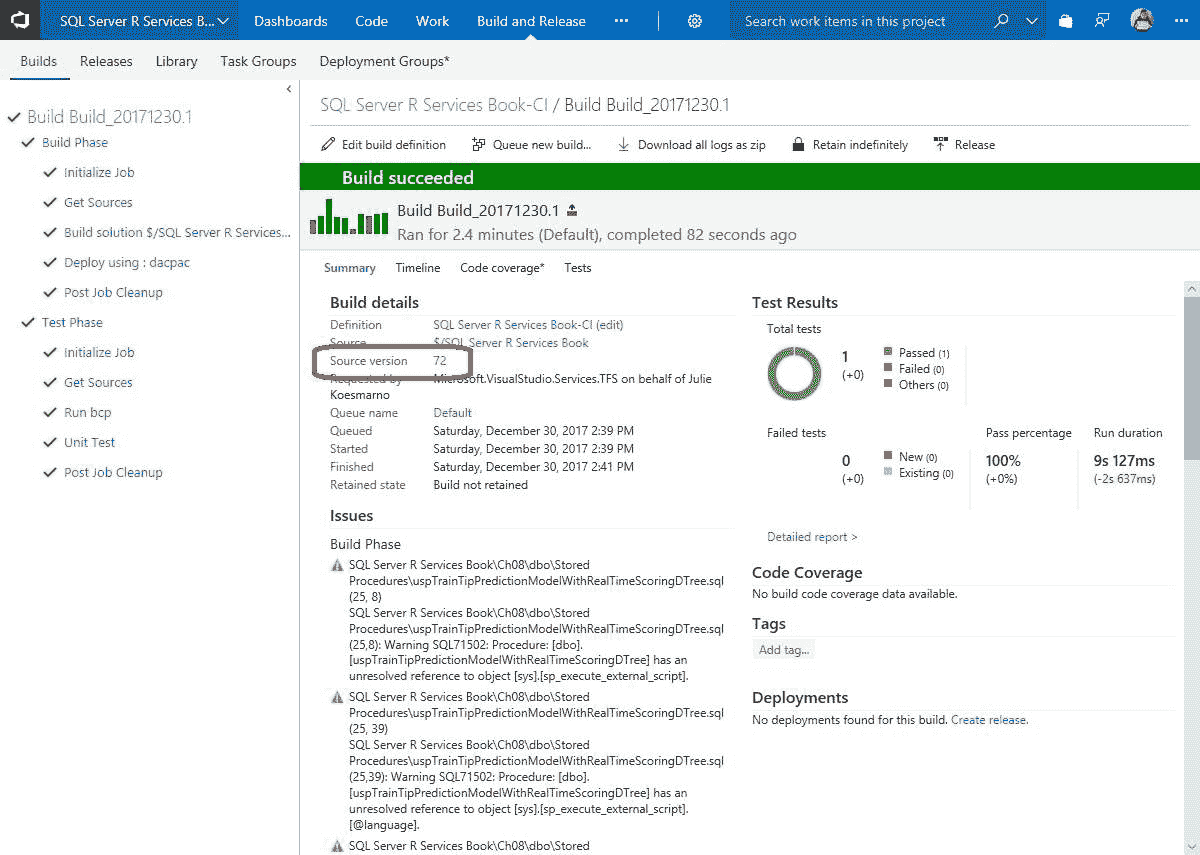 SQL Server R Services B... Dashboards Code Work Build and Release ... Search work items in this project ...
Builds Releases Library Task Groups Deployment Groups*
Build Build_20171230.1
Build Phase
Initialize Job
Get Sources
Build solution $/SQL Server R Services...
Deploy using : dacpac
Post Job Cleanup
Test Phase
Initialize Job
Get Sources
Run bcp
Unit Test
Post Job Cleanup
SQL Server R Services Book-CI / Build Build_20171230.1
Edit build definition Queue new build... Download all logs as zip Retain indefinitely Release
Build succeeded
Build Build_20171230.1
Ran for 2.4 minutes (Default), completed 82 seconds ago
Summary Timeline Code coverage* Tests
Build details
Definition SQL Server R Services Book-CI (edit)
Source $/SQL Server R Services Book
Source version 72
Requested by Microsoft.VisualStudio.Services.TFS on behalf of Julie
Koesmarno
Queue name Default
Queued Saturday, December 30, 2017 2:39 PM
Started Saturday, December 30, 2017 2:39 PM
Finished Saturday, December 30, 2017 2:41 PM
Retained state Build not retained
Issues
Build Phase
SQL Server R Services Book\Ch08\dbo\Stored
Procedures\uspTrainTipPredictionModelWithRealTimeScoringDTree.sql
(25, 8)
SQL Server R Services Book\Ch08\dbo\Stored
Procedures\uspTrainTipPredictionModelWithRealTimeScoringDTree.sql
(25,8): Warning SQL71502: Procedure: [dbo].
[uspTrainTipPredictionModelWithRealTimeScoringDTree] has an
unresolved reference to object [sys].[sp_execute_external_script].
SQL Server R Services Book\Ch08\dbo\Stored
Procedures\uspTrainTipPredictionModelWithRealTimeScoringDTree.sql
(25, 39)
SQL Server R Services Book\Ch08\dbo\Stored
Procedures\uspTrainTipPredictionModelWithRealTimeScoringDTree.sql
(25,39): Warning SQL71502: Procedure: [dbo].
[uspTrainTipPredictionModelWithRealTimeScoringDTree] has an
unresolved reference to object [sys].[sp_execute_external_script].
[@language].
SQL Server R Services Book\Ch08\dbo\Stored
Test Results
Total tests
1
(+0)
Passed (1)
Failed (0)
Others (0)
Failed tests Pass percentage Run duration
0
(+0)
New (0)
Existing (0)
100%
(+0%)
9s 127ms
(-2s 637ms)
Detailed report >
Code Coverage
No build code coverage data available.
Tags
Add tag...
Deployments
No deployments found for this build. Create release.